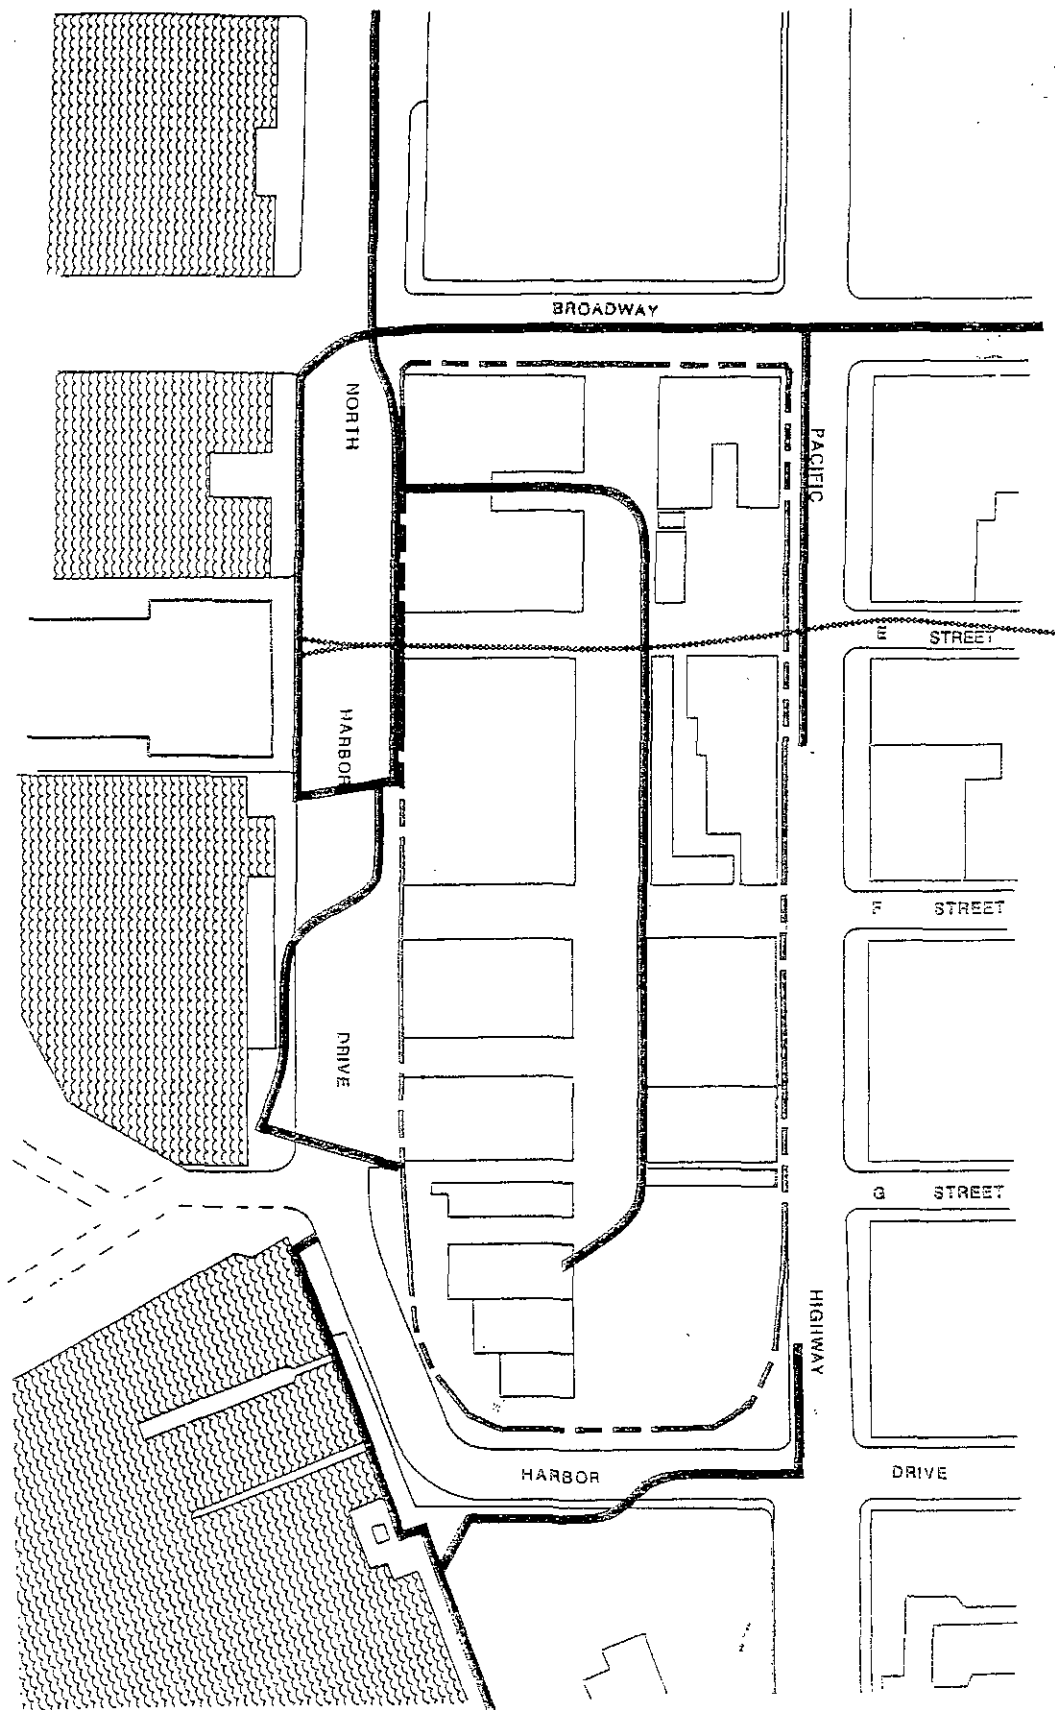 BROADWAY
NORTH
PACIFIC
E STREET
HARBOR
F STREET
DRIVE
G STREET
HIGHWAY
HARBOR DRIVE